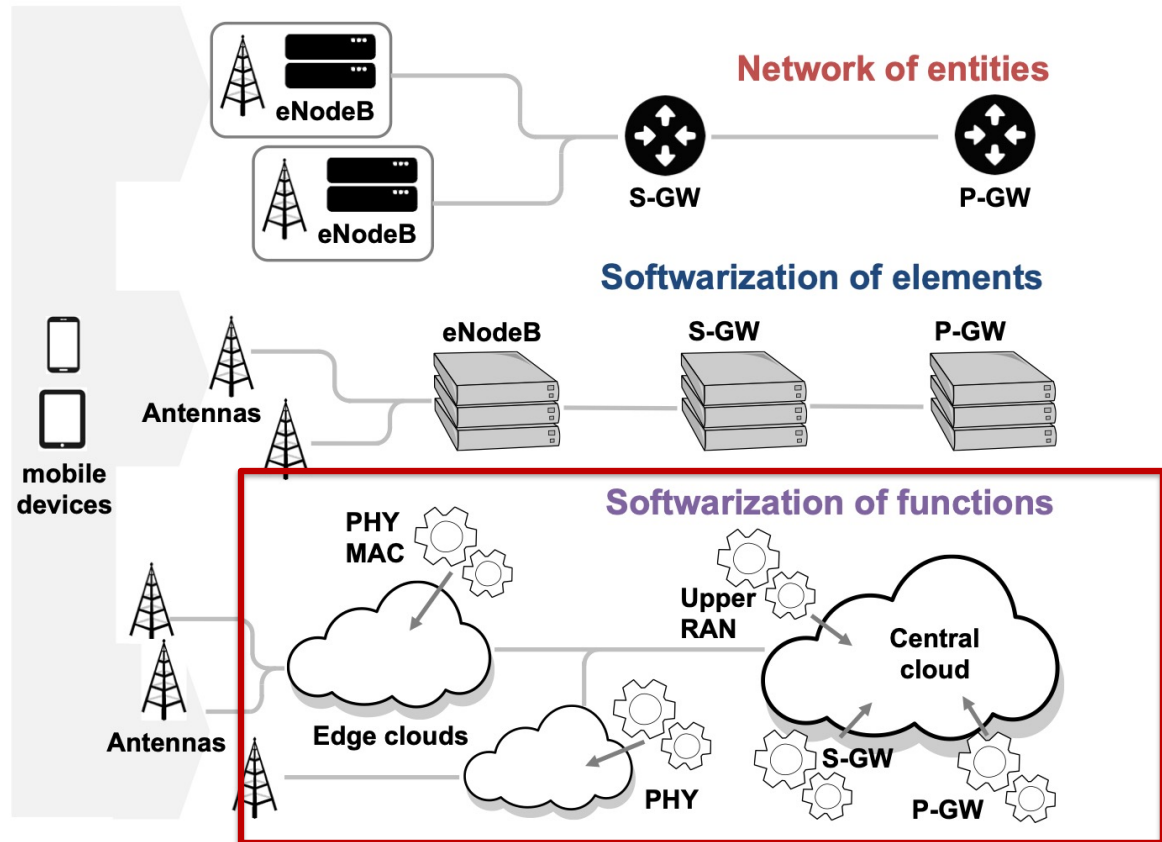 Network of entities
eNodeB
eNodeB
S-GW
P-GW
Softwarization of elements
eNodeB
S-GW
P-GW
Antennas
mobile
devices
Softwarization of functions
PHY
MAC
Upper
RAN
Central
cloud
Antennas
Edge clouds
S-GW
PHY
P-GW